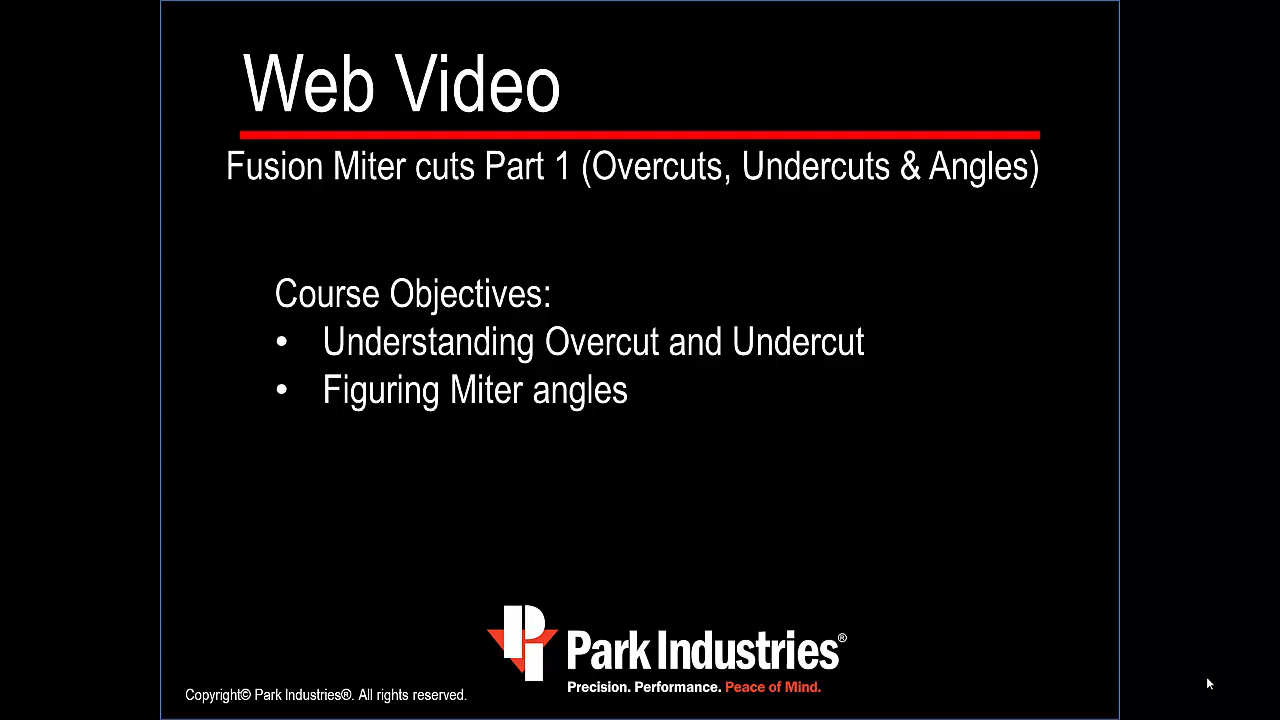 Web Video
Fusion Miter cuts Part 1 (Overcuts, Undercuts & Angles)
Course Objectives:
• Understanding Overcut and Undercut
• Figuring Miter angles
Park Industries®
Precision. Performance. Peace of Mind.
Copyright© Park Industries®. All rights reserved.